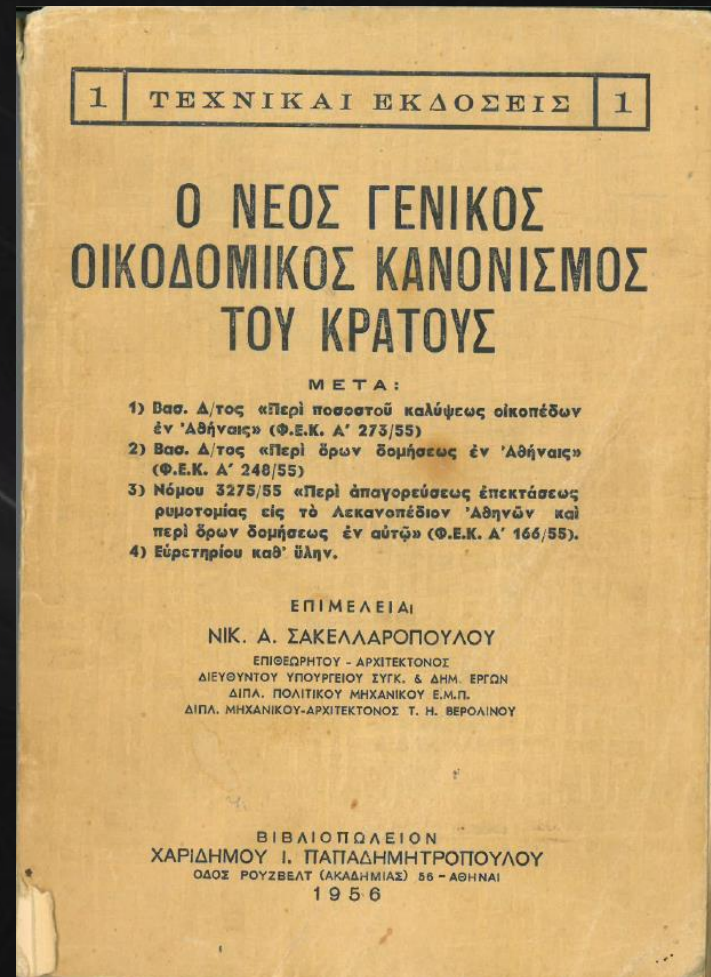 1 ΤΕΧΝΙΚΑΙ ΕΚΔΟΣΕΙΣ 1
Ο ΝΕΟΣ ΓΕΝΙΚΟΣ
ΟΙΚΟΔΟΜΙΚΟΣ ΚΑΝΟΝΙΣΜΟΣ
ΤΟΥ ΚΡΑΤΟΥΣ
ΜΕΤΑ:
1) Βασ. Δ/τος «Περὶ ποσοστοῦ καλύψεως οἰκοπέδων
ἐν Ἀθήναις» (Φ.Ε.Κ. Α΄ 273/55)
2) Βασ. Δ/τος «Περὶ ὅρων δομήσεως ἐν Ἀθήναις»
(Φ.Ε.Κ. Α΄ 248/55)
3) Νόμου 3275/55 «Περὶ ἀπαγορεύσεως ἐπεκτάσεως
ρυμοτομίας εἰς τὸ Λεκανοπέδιον Ἀθηνῶν καὶ
περὶ ὅρων δομήσεως ἐν αὐτῷ» (Φ.Ε.Κ. Α΄ 166/55).
4) Εὑρετηρίου καθ᾽ ὕλην.
ΕΠΙΜΕΛΕΙΑ:
ΝΙΚ. Α. ΣΑΚΕΛΛΑΡΟΠΟΥΛΟΥ
ΕΠΙΘΕΩΡΗΤΟΥ - ΑΡΧΙΤΕΚΤΟΝΟΣ
ΔΙΕΥΘΥΝΤΟΥ ΥΠΟΥΡΓΕΙΟΥ ΣΥΓΚ. & ΔΗΜ. ΕΡΓΩΝ
ΔΙΠΛ. ΠΟΛΙΤΙΚΟΥ ΜΗΧΑΝΙΚΟΥ Ε.Μ.Π.
ΔΙΠΛ. ΜΗΧΑΝΙΚΟΥ-ΑΡΧΙΤΕΚΤΟΝΟΣ Τ. Η. ΒΕΡΟΛΙΝΟΥ
ΒΙΒΛΙΟΠΩΛΕΙΟΝ
ΧΑΡΙΔΗΜΟΥ Ι. ΠΑΠΑΔΗΜΗΤΡΟΠΟΥΛΟΥ
ΟΔΟΣ ΡΟΥΖΒΕΛΤ (ΑΚΑΔΗΜΙΑΣ) 56 - ΑΘΗΝΑΙ
1956